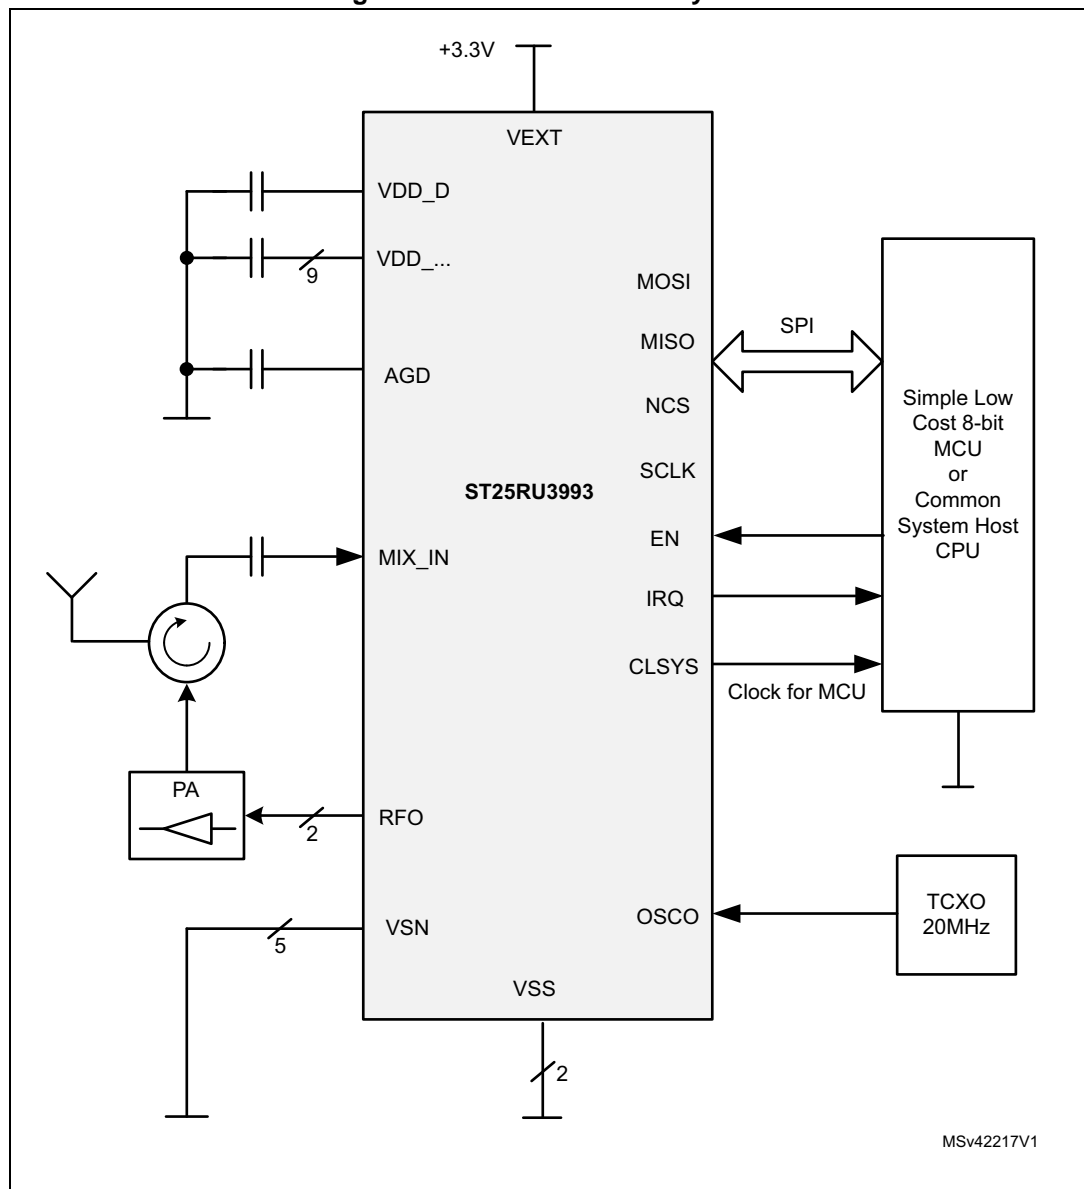 +3.3V
VEXT
VDD_D
VDD_...
9
AGD
MIX_IN
PA
RFO
2
VSN
5
VSS
2
ST25RU3993
MOSI
MISO
NCS
SCLK
EN
IRQ
CLSYS
OSCO
SPI
Clock for MCU
Simple Low
Cost 8-bit
MCU
or
Common
System Host
CPU
TCXO
20MHz
MSv42217V1